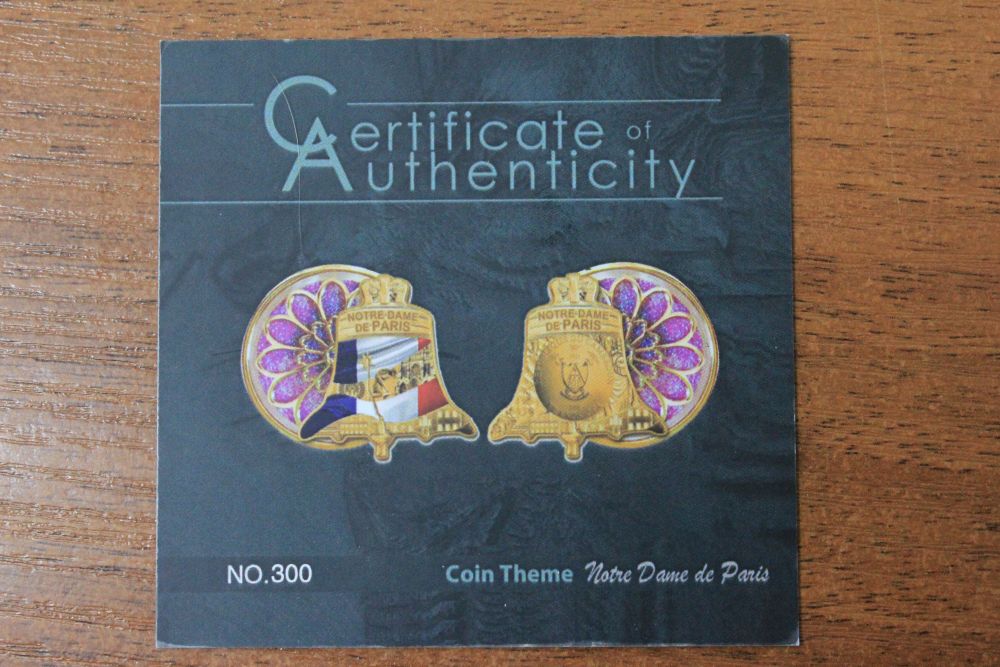 Certificate of
Authenticity
NOTRE-DAME
DE PARIS
NOTRE-DAME
DE PARIS
NO.300
Coin Theme Notre Dame de Paris